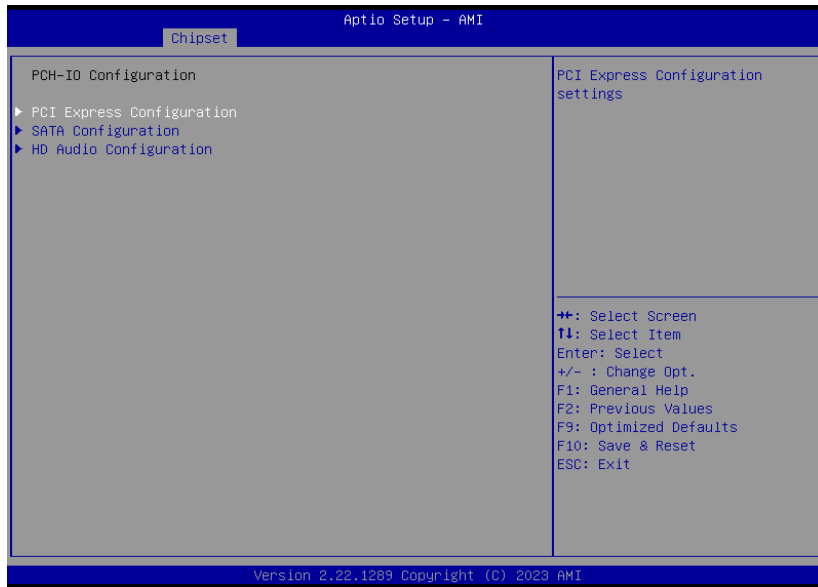 Aptio Setup – AMI
Chipset
PCH-IO Configuration
▶ PCI Express Configuration
▶ SATA Configuration
▶ HD Audio Configuration
PCI Express Configuration
settings
→←: Select Screen
↑↓: Select Item
Enter: Select
+/- : Change Opt.
F1: General Help
F2: Previous Values
F9: Optimized Defaults
F10: Save & Reset
ESC: Exit
Version 2.22.1289 Copyright (C) 2023 AMI